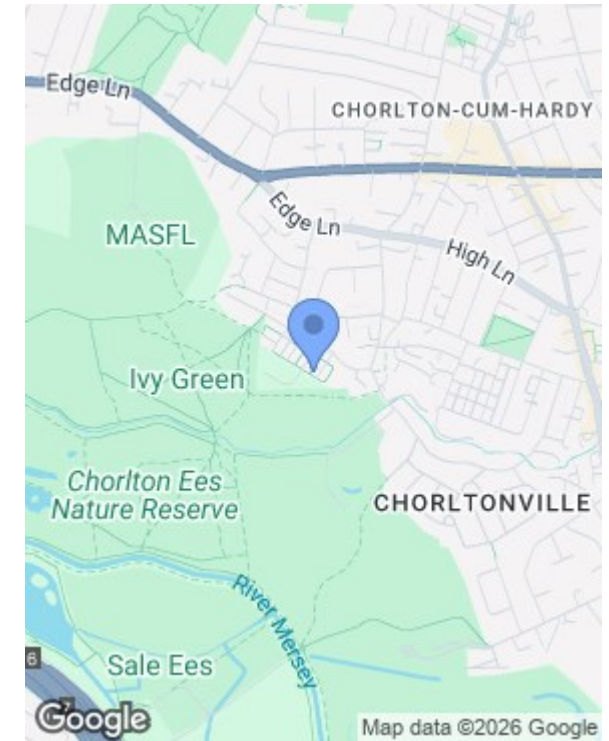 Edge Ln
CHORLTON-CUM-HARDY
Edge Ln
MASFL
High Ln
Ivy Green
Chorlton Ees
Nature Reserve
CHORLTONVILLE
River Mersey
6
Sale Ees
7
Google
Map data ©2026 Google